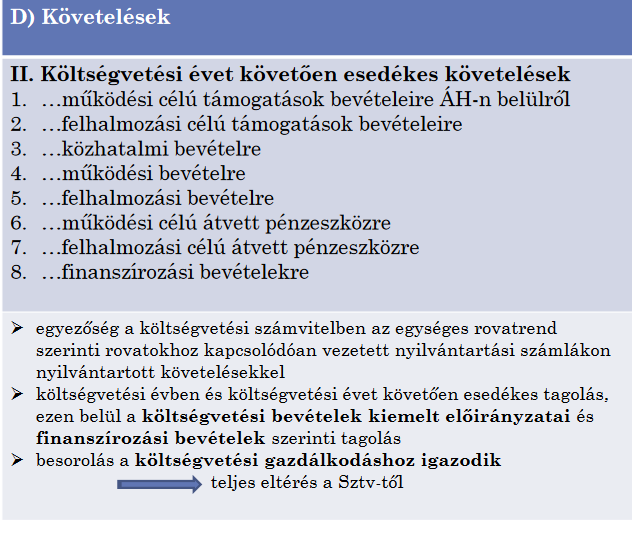 D) Követelések
II. Költségvetési évet követően esedékes követelések
1. …működési célú támogatások bevételeire ÁH-n belülről
2. …felhalmozási célú támogatások bevételeire
3. …közhatalmi bevételre
4. …működési bevételre
5. …felhalmozási bevételre
6. …működési célú átvett pénzeszközre
7. …felhalmozási célú átvett pénzeszközre
8. …finanszírozási bevételekre
➢ egyezőség a költségvetési számvitelben az egységes rovatrend
szerinti rovatokhoz kapcsolódóan vezetett nyilvántartási számlákon
nyilvántartott követelésekkel
➢ költségvetési évben és költségvetési évet követően esedékes tagolás,
ezen belül a költségvetési bevételek kiemelt előirányzatai és
finanszírozási bevételek szerinti tagolás
➢ besorolás a költségvetési gazdálkodáshoz igazodik
teljes eltérés a Sztv-től